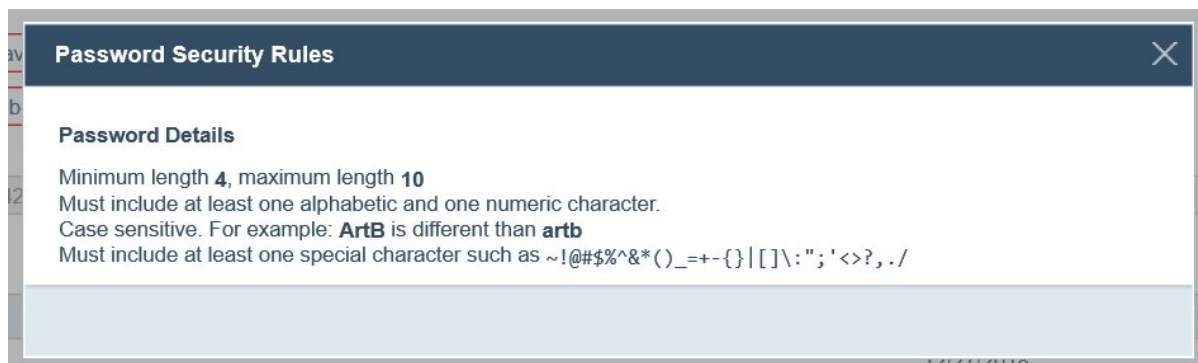 Password Security Rules
Password Details
Minimum length 4, maximum length 10
Must include at least one alphabetic and one numeric character.
Case sensitive. For example: ArtB is different than artb
Must include at least one special character such as ~!@#$%^&*()_=+-{}|[]\:";'<>?,./